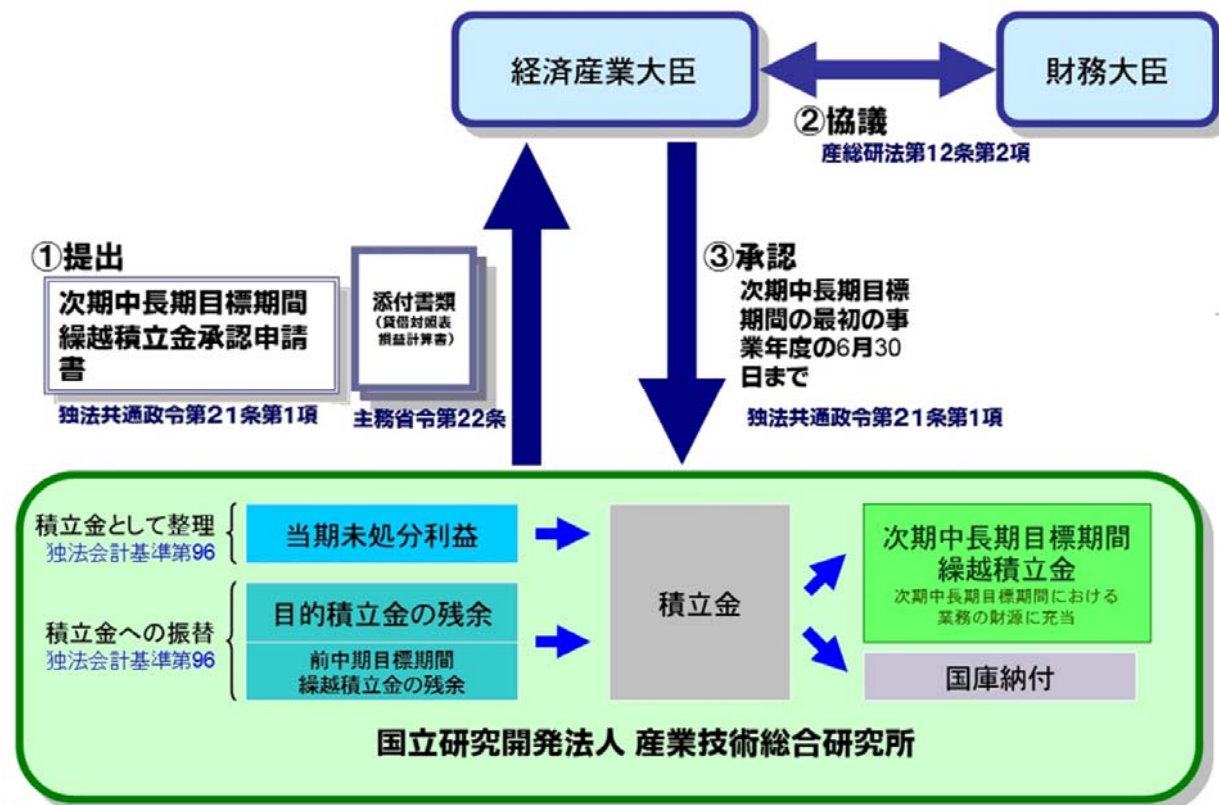 経済産業大臣
財務大臣
②協議
産総研法第12条第2項
①提出
次期中長期目標期間
繰越積立金承認申請
書
独法共通政令第21条第1項
添付書類
(貸借対照表
損益計算書)
主務省令第22条
③承認
次期中長期目標
期間の最初の事
業年度の6月30
日まで
独法共通政令第21条第1項
積立金として整理
独法会計基準第96
当期未処分利益
積立金への振替
独法会計基準第96
目的積立金の残余
前中期目標期間
繰越積立金の残余
積立金
次期中長期目標期間
繰越積立金
次期中長期目標期間における
業務の財源に充当
国庫納付
国立研究開発法人 産業技術総合研究所